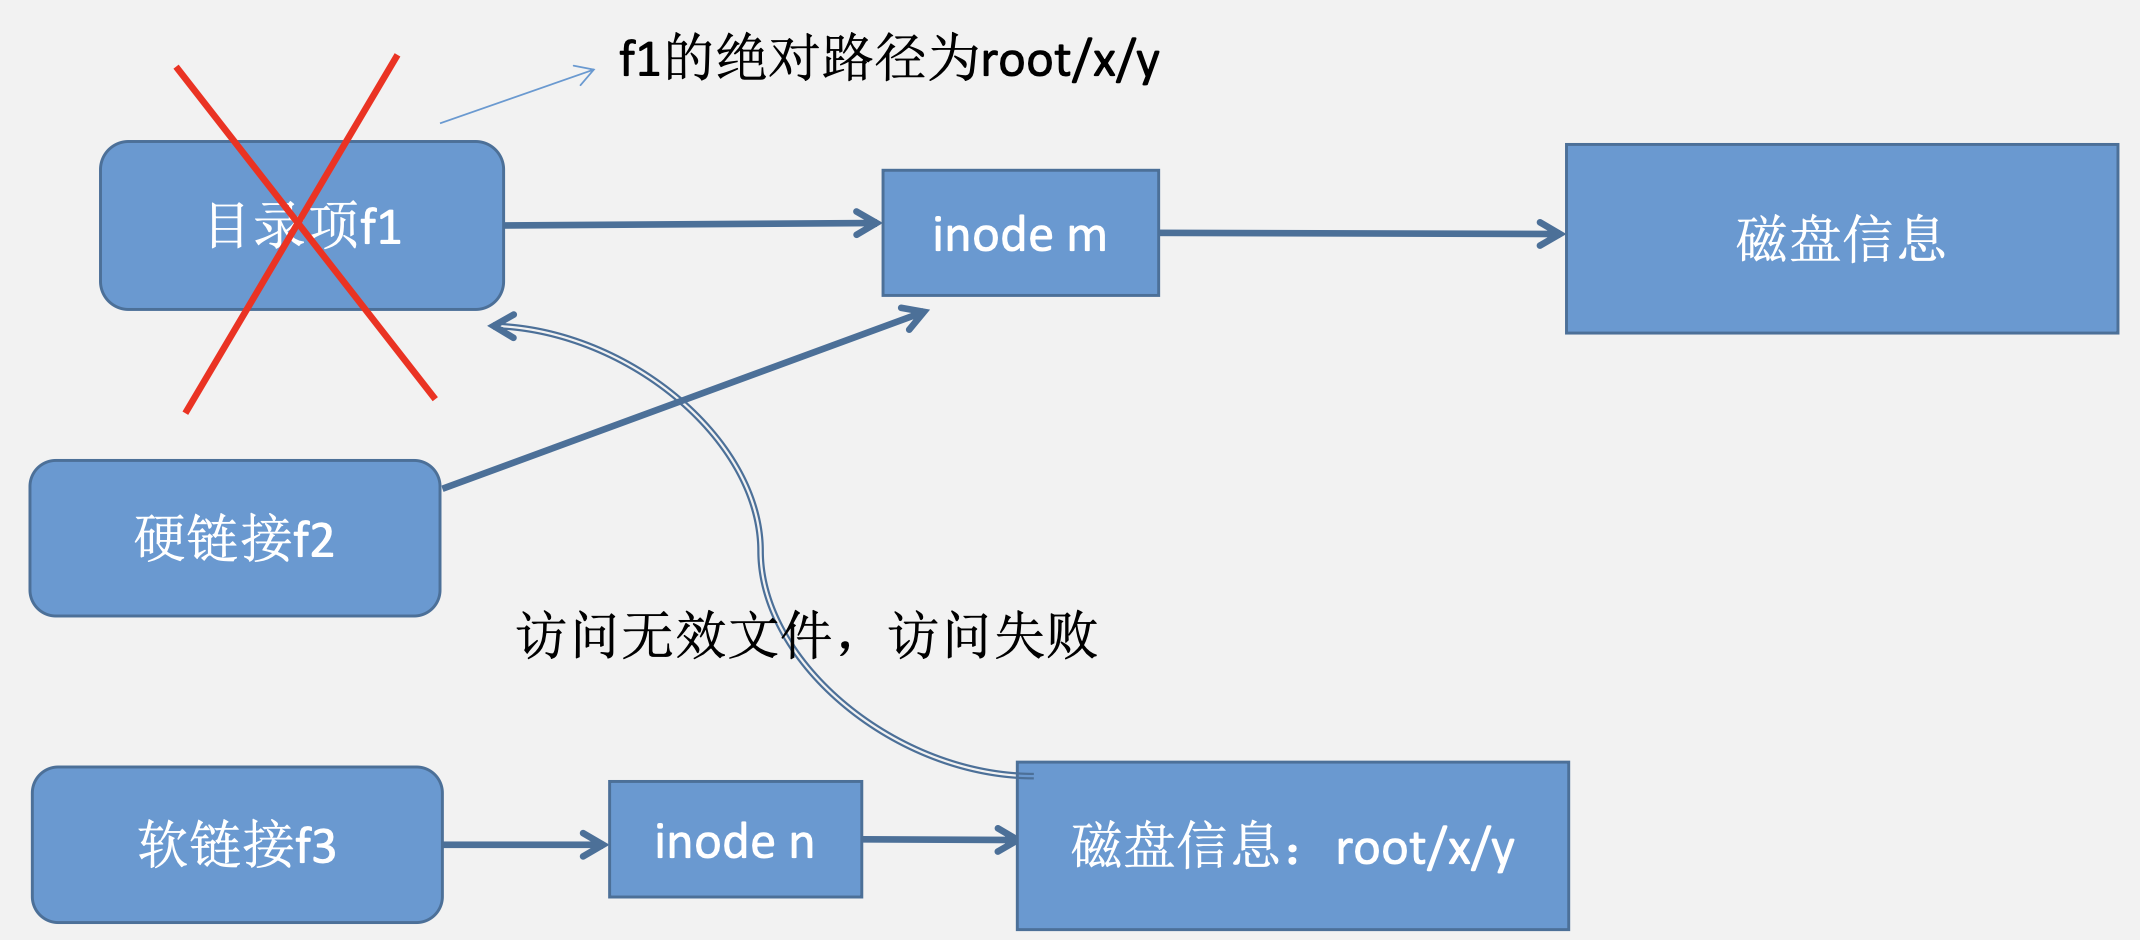 f1的绝对路径为root/x/y
目录项f1
inode m
磁盘信息
硬链接f2
访问无效文件，访问失败
软链接f3
inode n
磁盘信息：root/x/y